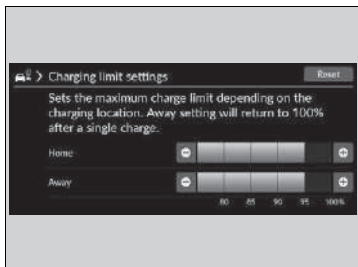 Charging limit settings
Reset
Sets the maximum charge limit depending on the
charging location. Away setting will return to 100%
after a single charge.
Home
Away
80 85 90 95 100%